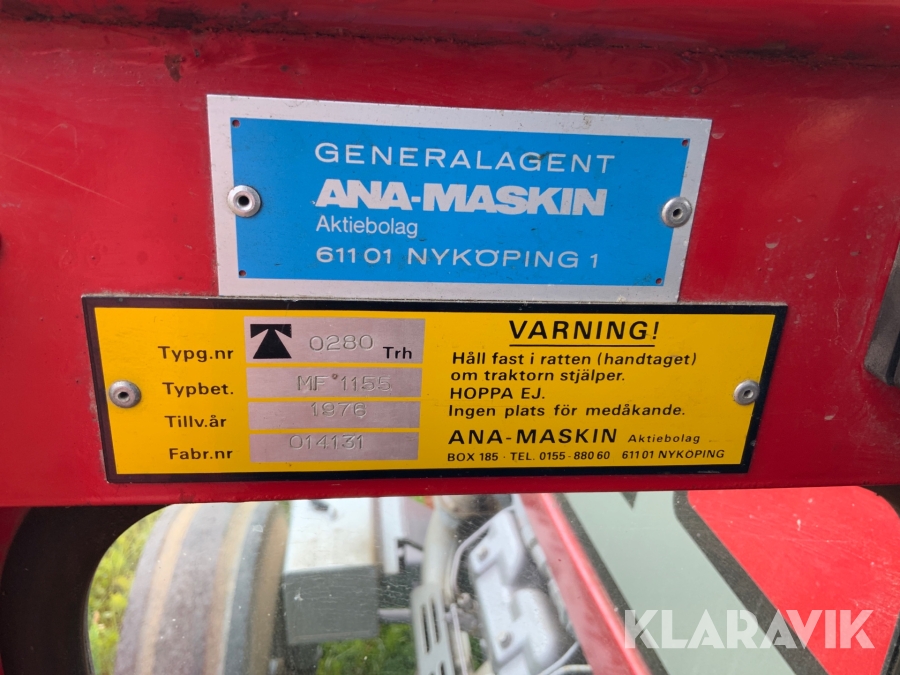 GENERALAGENT
ANA-MASKIN
Aktiebolag
611 01 NYKÖPING 1
Typg.nr 0280 Trh
Typbet. MF 1155
Tillv.år 1976
Fabr.nr 014131
VARNING!
Håll fast i ratten (handtaget)
om traktorn stjälper.
HOPPA EJ.
Ingen plats för medåkande.
ANA-MASKIN Aktiebolag
BOX 185 · TEL. 0155-880 60 611 01 NYKÖPING
KLARAVIK